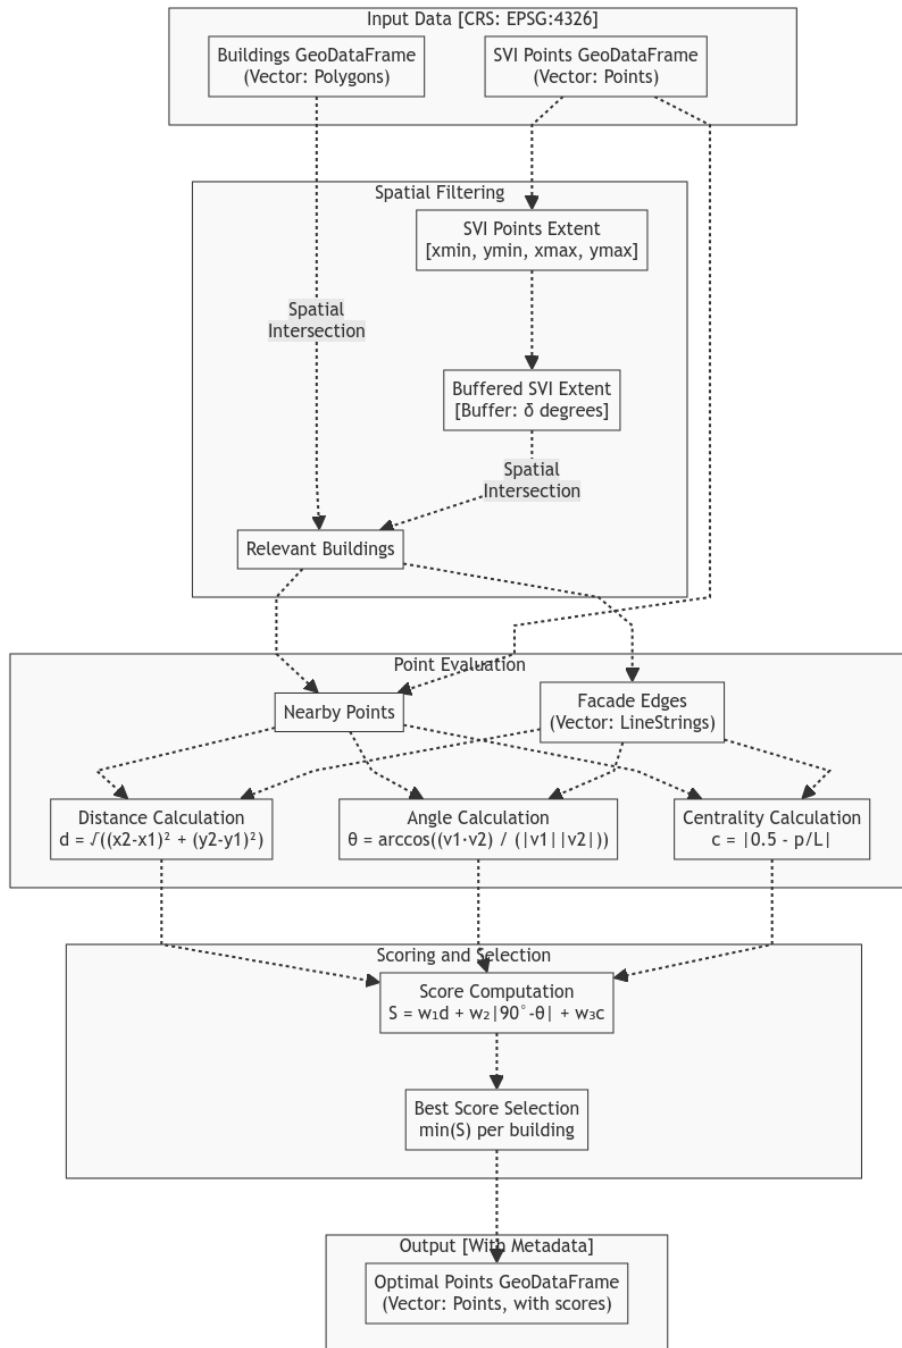 Input Data [CRS: EPSG:4326]
Buildings GeoDataFrame
(Vector: Polygons)
SVI Points GeoDataFrame
(Vector: Points)
Spatial Filtering
SVI Points Extent
[xmin, ymin, xmax, ymax]
Spatial
Intersection
Buffered SVI Extent
[Buffer: δ degrees]
Spatial
Intersection
Relevant Buildings
Point Evaluation
Nearby Points
Facade Edges
(Vector: LineStrings)
Distance Calculation
d = √((x2-x1)² + (y2-y1)²)
Angle Calculation
θ = arccos((v1·v2) / (|v1||v2|))
Centrality Calculation
c = |0.5 - p/L|
Scoring and Selection
Score Computation
S = w₁d + w₂|90°-θ| + w₃c
Best Score Selection
min(S) per building
Output [With Metadata]
Optimal Points GeoDataFrame
(Vector: Points, with scores)